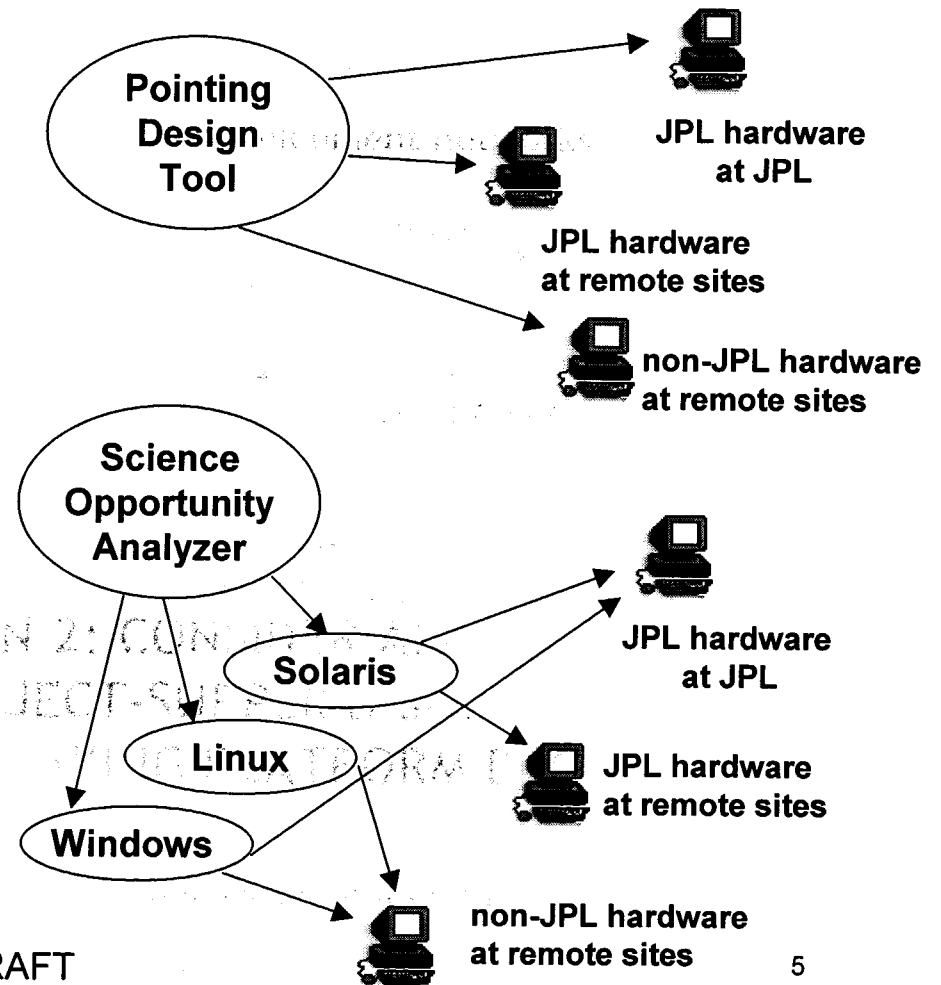 Pointing
Design
Tool
JPL hardware
at JPL
JPL hardware
at remote sites
non-JPL hardware
at remote sites
Science
Opportunity
Analyzer
Solaris
Linux
Windows
JPL hardware
at JPL
JPL hardware
at remote sites
non-JPL hardware
at remote sites
RAFT
5